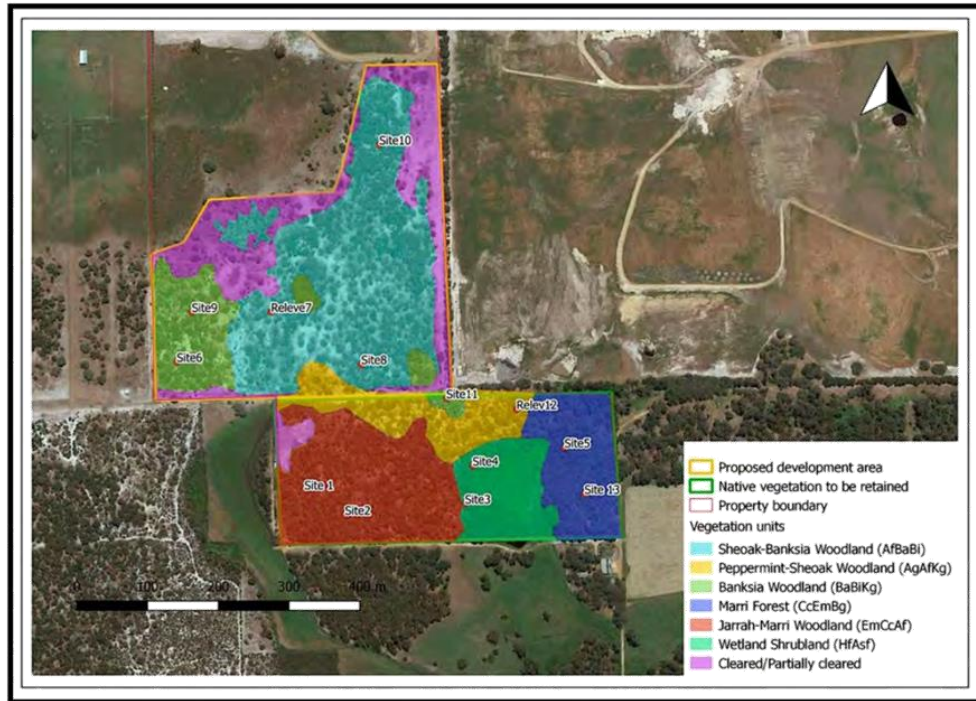 Site10
Site9
Releve7
Site6
Site8
Site11
Relev12
Site5
Site4
Site 1
Site3
Site 13
Site2
0 100 200 300 400 m
Proposed development area
Native vegetation to be retained
Property boundary
Vegetation units
Sheoak-Banksia Woodland (AfBaBi)
Peppermint-Sheoak Woodland (AgAfKg)
Banksia Woodland (BaBiKg)
Marri Forest (CcEmBg)
Jarrah-Marri Woodland (EmCcAf)
Wetland Shrubland (HfAsf)
Cleared/Partially cleared